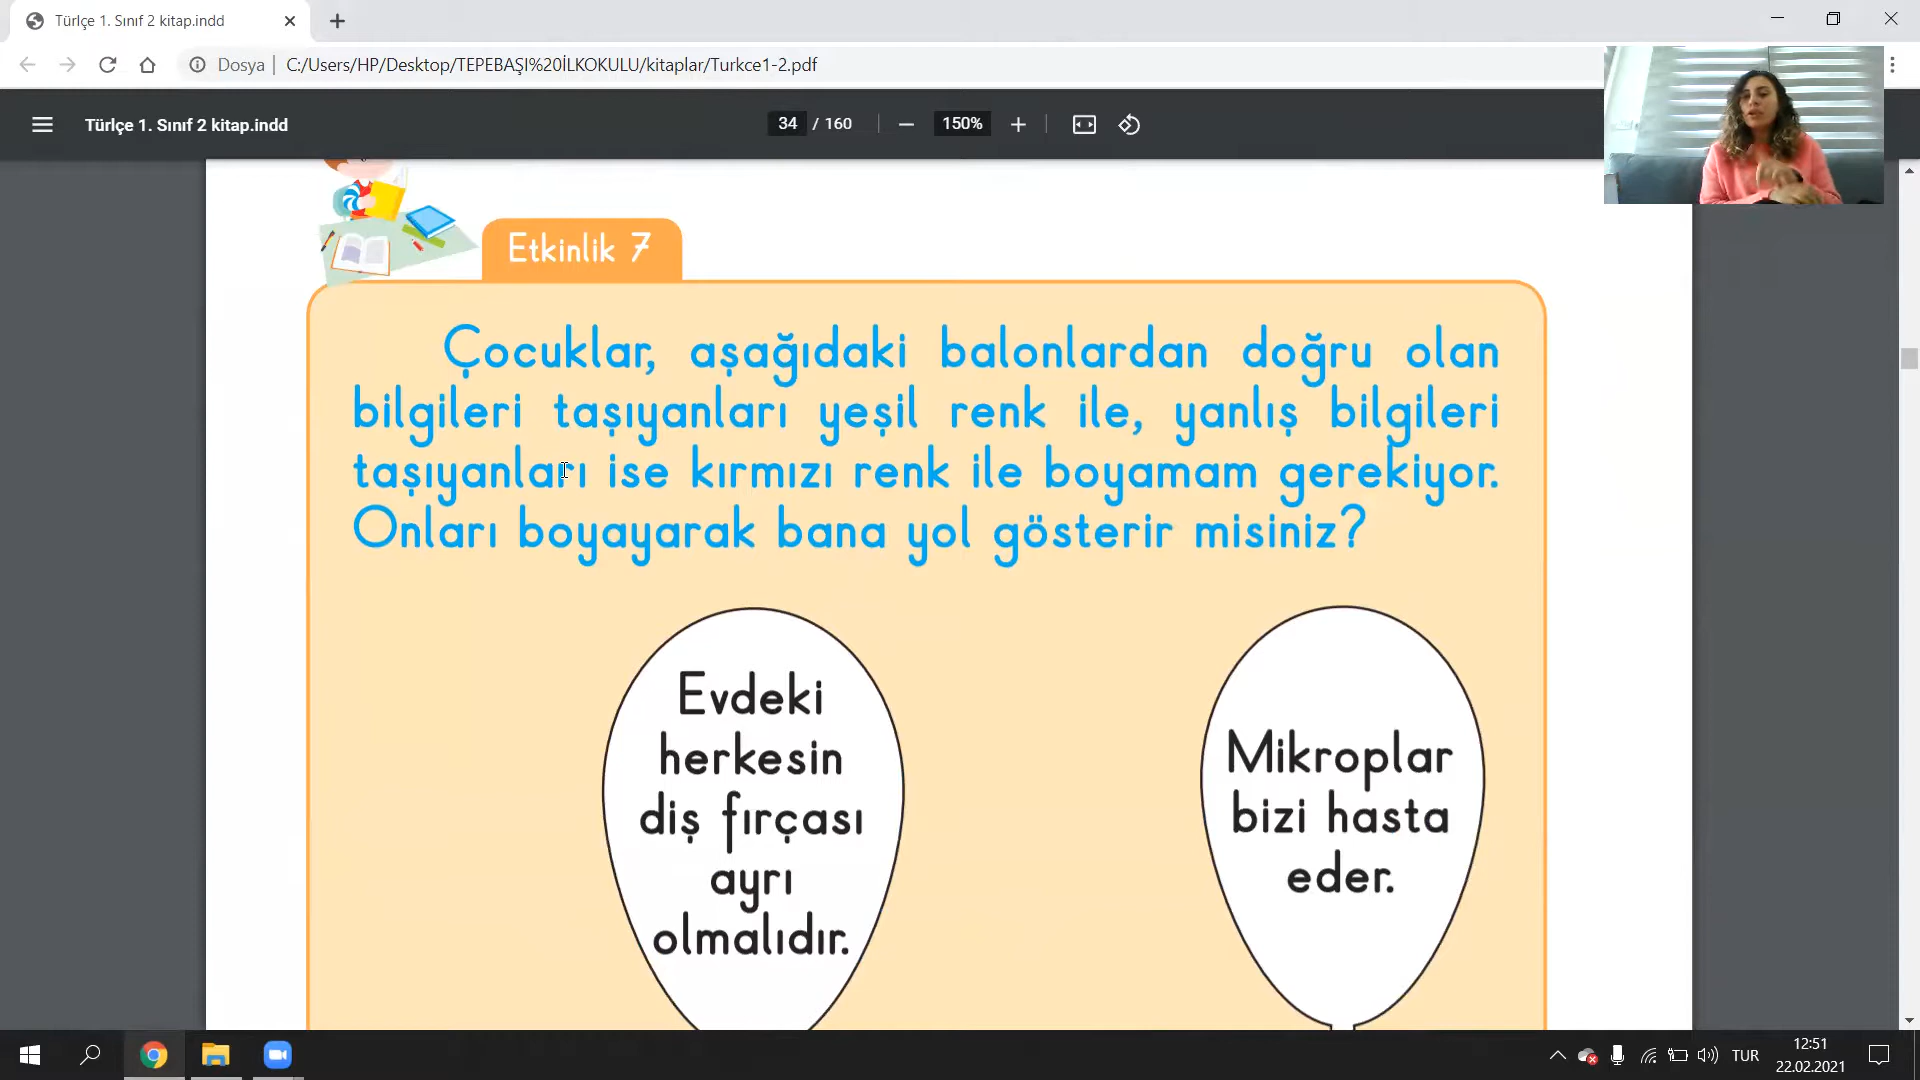 Türlçe 1. Sınıf 2 kitap.indd
Dosya | C:/Users/HP/Desktop/TEPEBAŞI%20İLKOKULU/kitaplar/Turkce1-2.pdf
Türlçe 1. Sınıf 2 kitap.indd 34 / 160 150%
Etkinlik 7
Çocuklar, aşağıdaki balonlardan doğru olan
bilgileri taşıyanları yeşil renk ile, yanlış bilgileri
taşıyanları ise kırmızı renk ile boyamam gerekiyor.
Onları boyayarak bana yol gösterir misiniz?
Evdeki
herkesin
diş fırçası
ayrı
olmalıdır.
Mikroplar
bizi hasta
eder.
TUR
12:51
22.02.2021